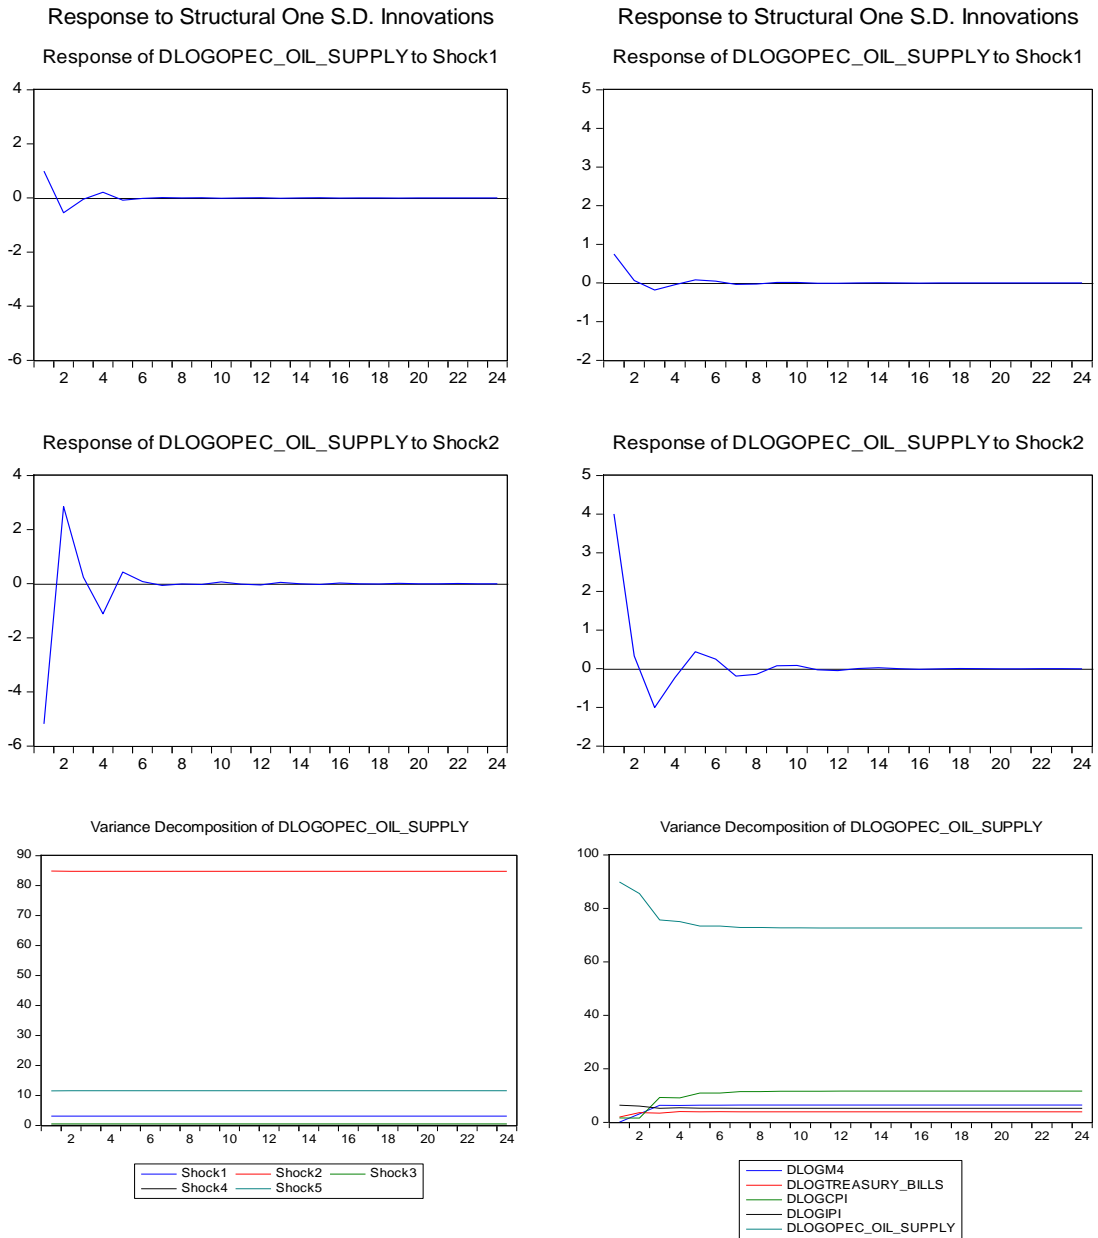 Response to Structural One S.D. Innovations
Response of DLOGOPEC_OIL_SUPPLY to Shock1
4
2
0
-2
-4
-6
2 4 6 8 10 12 14 16 18 20 22 24
Response of DLOGOPEC_OIL_SUPPLY to Shock2
4
2
0
-2
-4
-6
2 4 6 8 10 12 14 16 18 20 22 24
Variance Decomposition of DLOGOPEC_OIL_SUPPLY
90
80
70
60
50
40
30
20
10
0
2 4 6 8 10 12 14 16 18 20 22 24
Shock1 Shock2 Shock3
Shock4 Shock5
Response to Structural One S.D. Innovations
Response of DLOGOPEC_OIL_SUPPLY to Shock1
5
4
3
2
1
0
-1
-2
2 4 6 8 10 12 14 16 18 20 22 24
Response of DLOGOPEC_OIL_SUPPLY to Shock2
5
4
3
2
1
0
-1
-2
2 4 6 8 10 12 14 16 18 20 22 24
Variance Decomposition of DLOGOPEC_OIL_SUPPLY
100
80
60
40
20
0
2 4 6 8 10 12 14 16 18 20 22 24
DLOGM4
DLOGTREASURY_BILLS
DLOGCPI
DLOGIPI
DLOGOPEC_OIL_SUPPLY